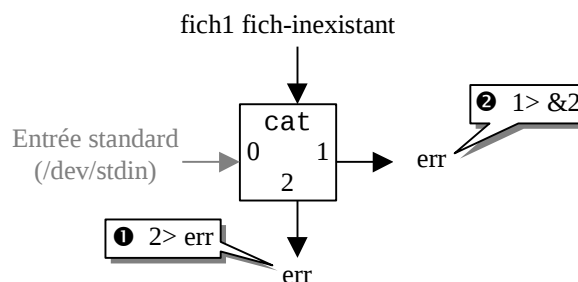 fich1 fich-inexistant
❷ 1> &2
cat
Entrée standard
(/dev/stdin)
0
1
err
2
❶ 2> err
err